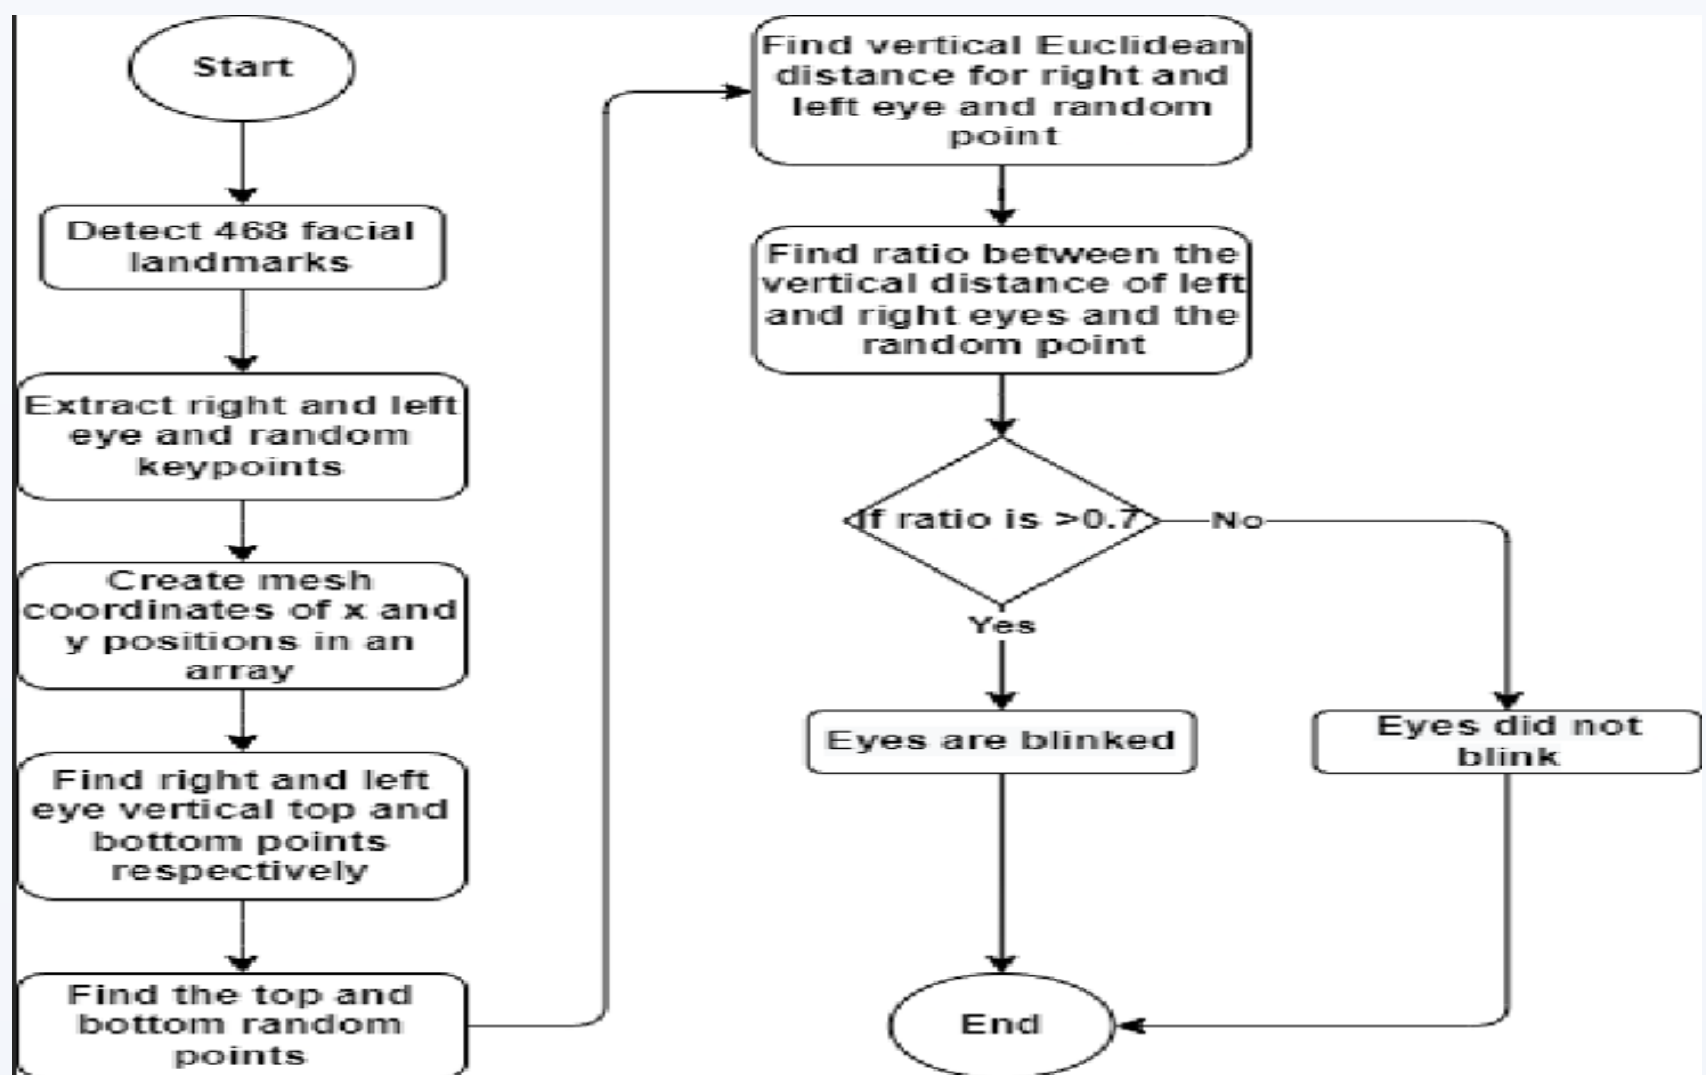 Start
Detect 468 facial
landmarks
Extract right and left
eye and random
keypoints
Create mesh
coordinates of x and
y positions in an
array
Find right and left
eye vertical top and
bottom points
respectively
Find the top and
bottom random
points
Find vertical Euclidean
distance for right and
left eye and random
point
Find ratio between the
vertical distance of left
and right eyes and the
random point
If ratio is >0.7
No
Yes
Eyes are blinked
Eyes did not
blink
End